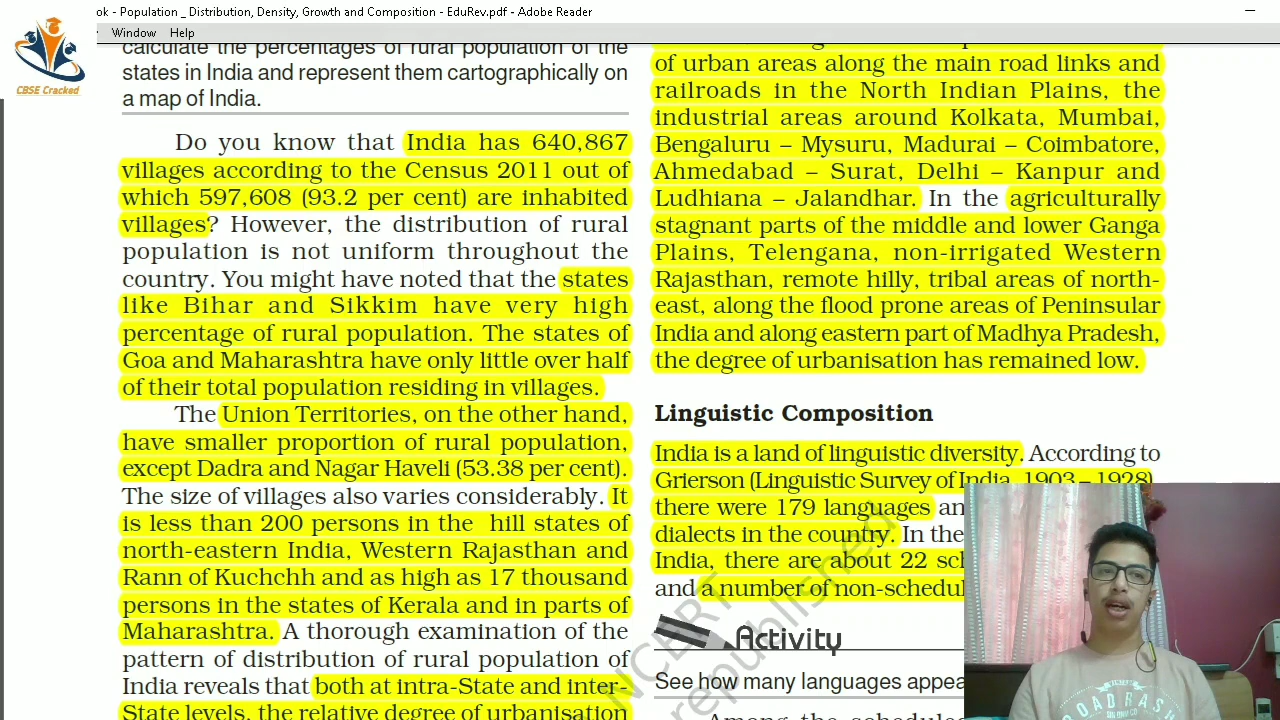 ok - Population _ Distribution, Density, Growth and Composition - EduRev.pdf - Adobe Reader
Window Help
CBSE Cracked
calculate the percentages of rural population of the
states in India and represent them cartographically on
a map of India.
Do you know that India has 640,867
villages according to the Census 2011 out of
which 597,608 (93.2 per cent) are inhabited
villages? However, the distribution of rural
population is not uniform throughout the
country. You might have noted that the states
like Bihar and Sikkim have very high
percentage of rural population. The states of
Goa and Maharashtra have only little over half
of their total population residing in villages.
The Union Territories, on the other hand,
have smaller proportion of rural population,
except Dadra and Nagar Haveli (53.38 per cent).
The size of villages also varies considerably. It
is less than 200 persons in the hill states of
north-eastern India, Western Rajasthan and
Rann of Kuchchh and as high as 17 thousand
persons in the states of Kerala and in parts of
Maharashtra. A thorough examination of the
pattern of distribution of rural population of
India reveals that both at intra-State and inter-
State levels, the relative degree of urbanisation
of urban areas along the main road links and
railroads in the North Indian Plains, the
industrial areas around Kolkata, Mumbai,
Bengaluru – Mysuru, Madurai – Coimbatore,
Ahmedabad – Surat, Delhi – Kanpur and
Ludhiana – Jalandhar. In the agriculturally
stagnant parts of the middle and lower Ganga
Plains, Telengana, non-irrigated Western
Rajasthan, remote hilly, tribal areas of north-
east, along the flood prone areas of Peninsular
India and along eastern part of Madhya Pradesh,
the degree of urbanisation has remained low.
Linguistic Composition
India is a land of linguistic diversity. According to
Grierson (Linguistic Survey of India, 1903 – 1928)
there were 179 languages an
dialects in the country. In the
India, there are about 22 sch
and a number of non-schedul
Activity
See how many languages appea
Among the scheduled
NCERT
republished